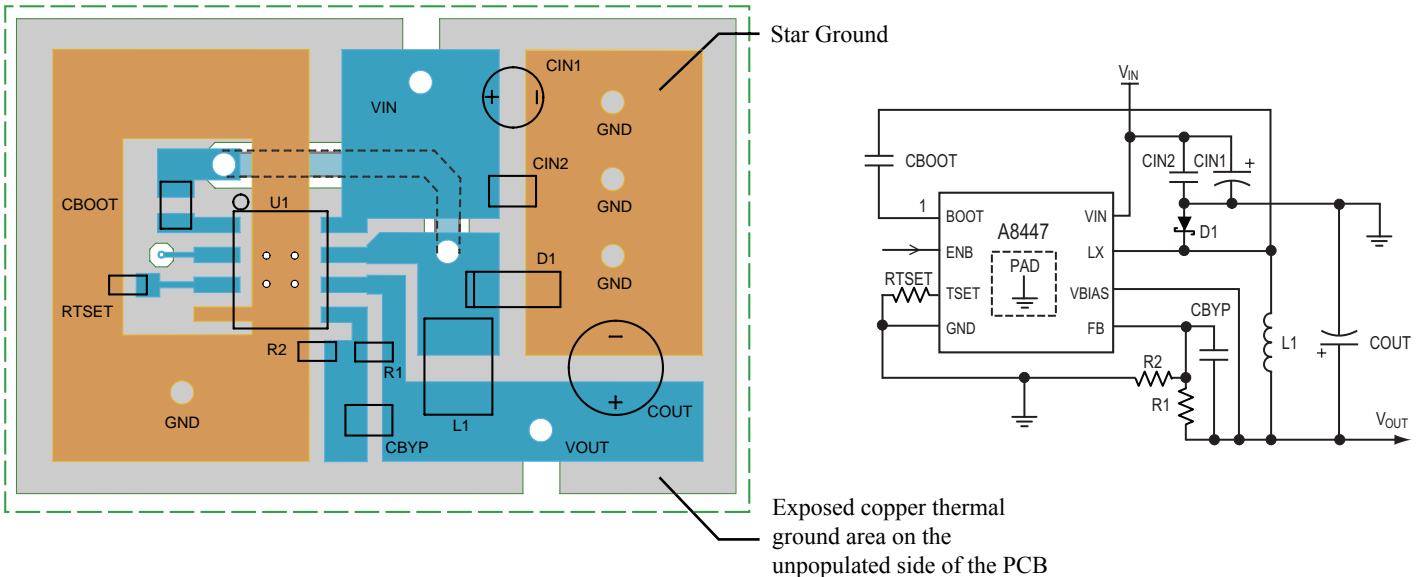 Star Ground
CIN1
VIN
GND
CIN2
GND
CBOOT
U1
D1
GND
RTSET
R2
R1
GND
L1
COUT
CBYP
VOUT
Exposed copper thermal
ground area on the
unpopulated side of the PCB
VIN
CBOOT
CIN2 CIN1
+
1
BOOT
VIN
A8447
D1
ENB
LX
PAD
RTSET
TSET
VBIAS
CBYP
GND
FB
L1
COUT
+
R2
R1
VOUT